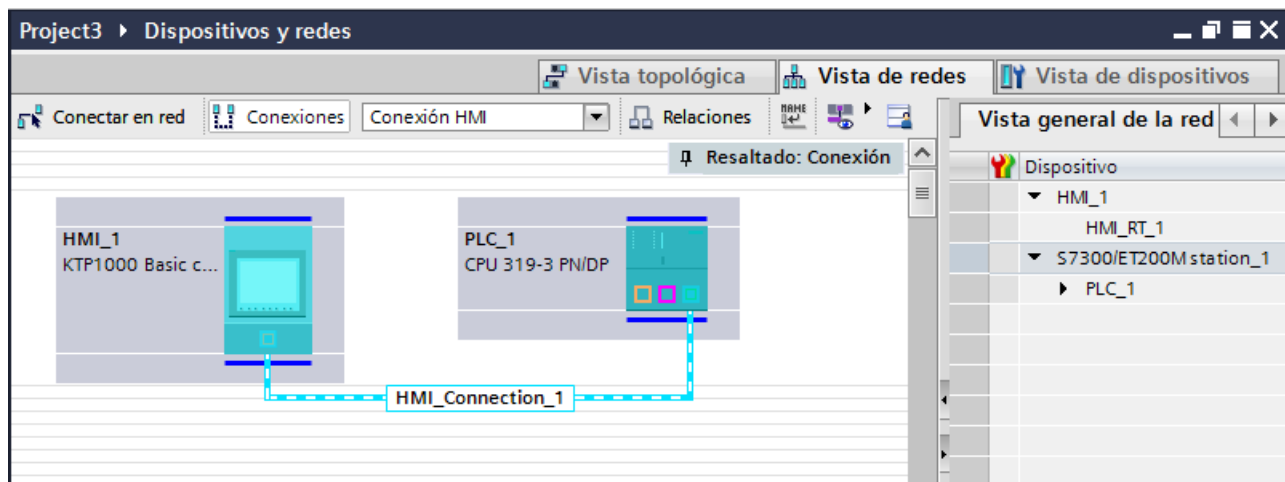 Project3 ▸ Dispositivos y redes
Vista topológica Vista de redes Vista de dispositivos
Conectar en red Conexiones Conexión HMI Relaciones NAME
Vista general de la red
Resaltado: Conexión
Dispositivo
HMI_1
HMI_RT_1
S7300/ET200M station_1
PLC_1
HMI_1
KTP1000 Basic c...
PLC_1
CPU 319-3 PN/DP
HMI_Connection_1